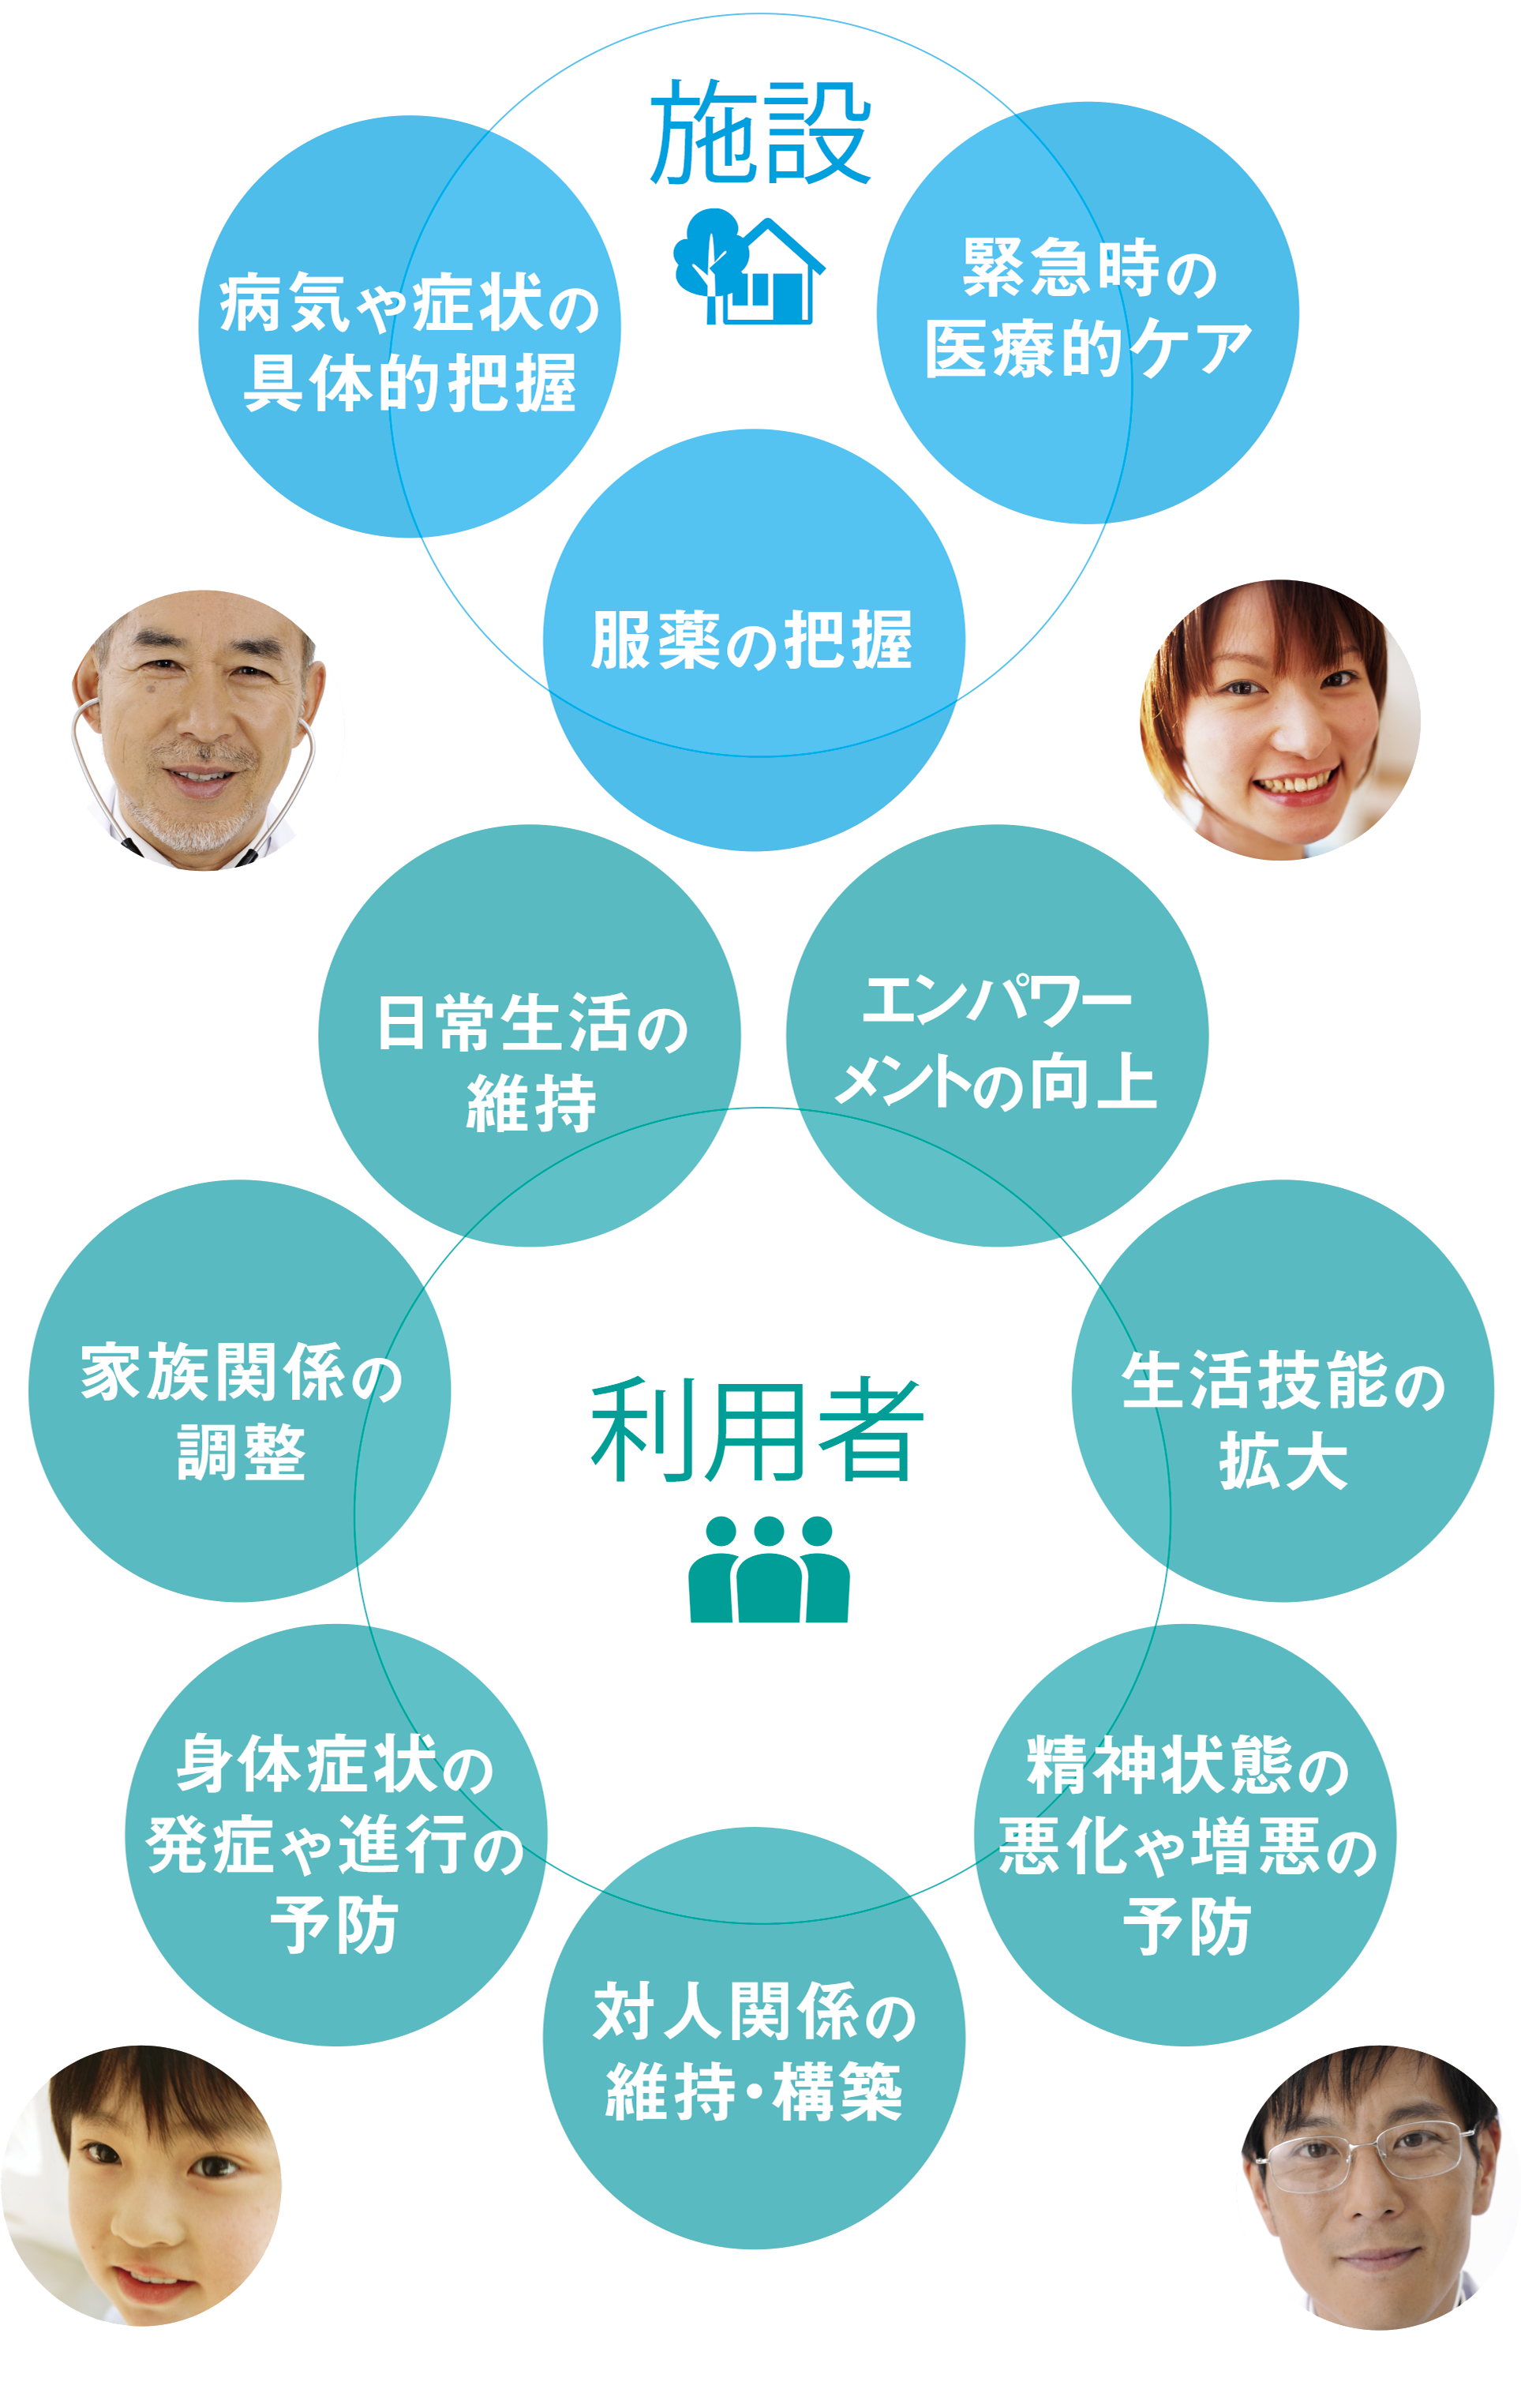 施設
病気や症状の
具体的把握
緊急時の
医療的ケア
服薬の把握
日常生活の
維持
エンパワー
メントの向上
家族関係の
調整
利用者
生活技能の
拡大
身体症状の
発症や進行の
予防
精神状態の
悪化や増悪の
予防
対人関係の
維持・構築